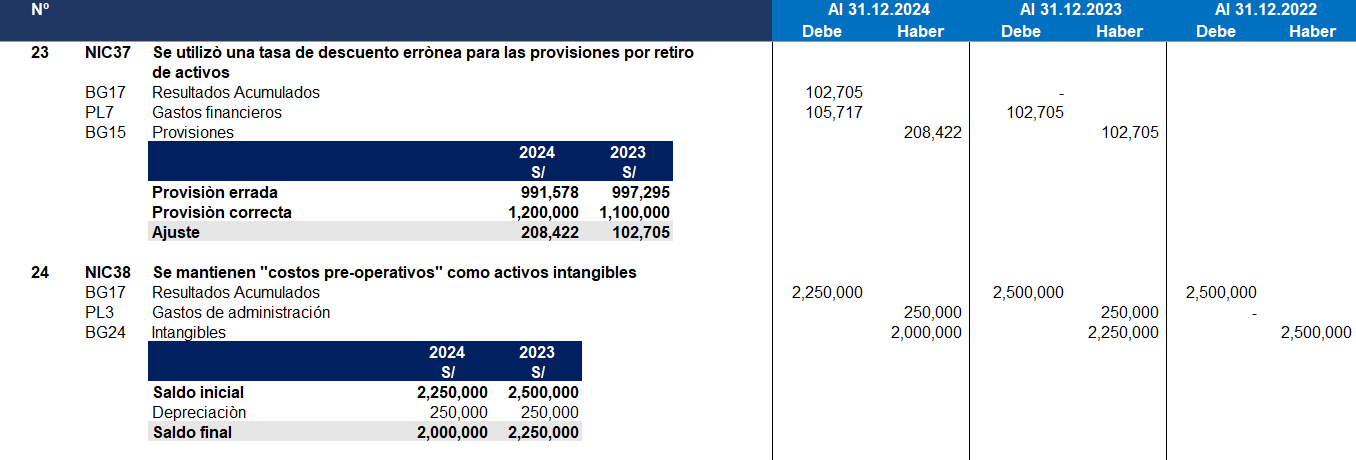 Nº Al 31.12.2024 Al 31.12.2023 Al 31.12.2022
Debe Haber Debe Haber Debe Haber
23 NIC37 Se utilizò una tasa de descuento errònea para las provisiones por retiro
de activos
BG17 Resultados Acumulados 102,705 -
PL7 Gastos financieros 105,717 102,705
BG15 Provisiones 208,422 102,705
2024 2023
S/ S/
Provisiòn errada 991,578 997,295
Provisiòn correcta 1,200,000 1,100,000
Ajuste 208,422 102,705
24 NIC38 Se mantienen "costos pre-operativos" como activos intangibles
BG17 Resultados Acumulados 2,250,000 2,500,000 2,500,000
PL3 Gastos de administración 250,000 250,000 -
BG24 Intangibles 2,000,000 2,250,000 2,500,000
2024 2023
S/ S/
Saldo inicial 2,250,000 2,500,000
Depreciaciòn 250,000 250,000
Saldo final 2,000,000 2,250,000